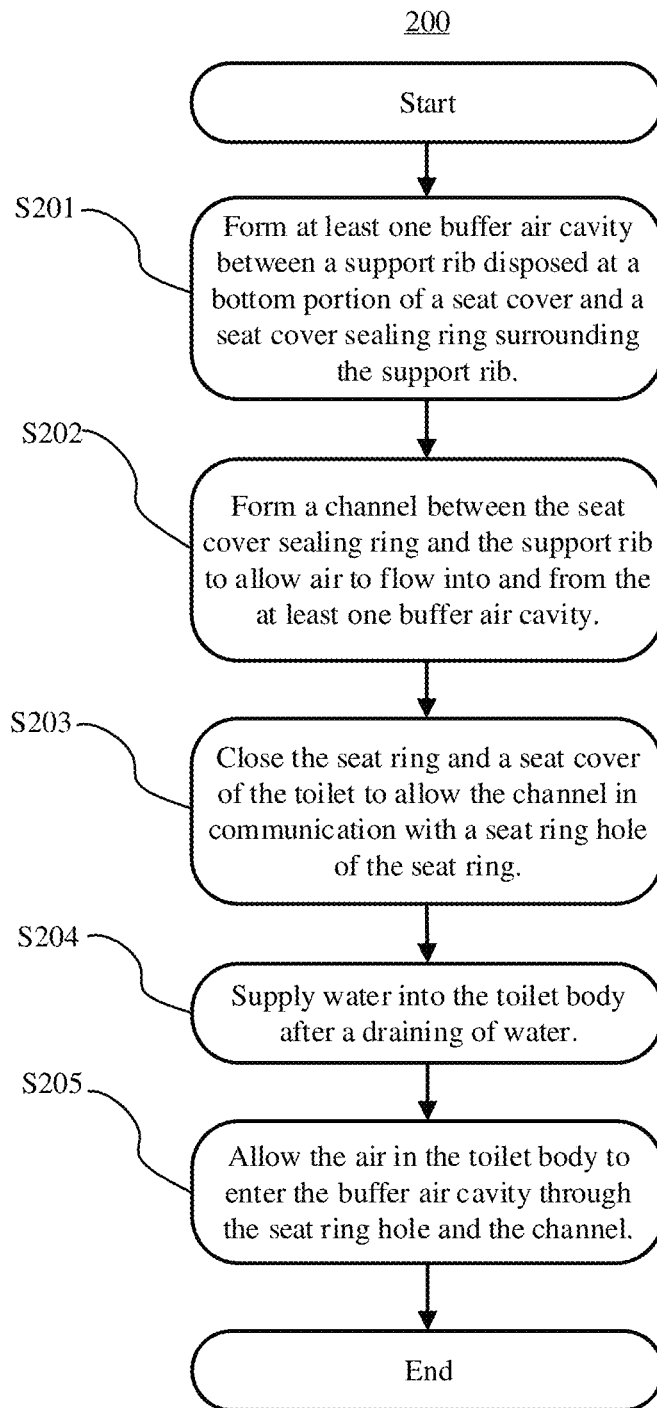 200
Start
S201
Form at least one buffer air cavity
between a support rib disposed at a
bottom portion of a seat cover and a
seat cover sealing ring surrounding
the support rib.
S202
Form a channel between the seat
cover sealing ring and the support rib
to allow air to flow into and from the
at least one buffer air cavity.
S203
Close the seat ring and a seat cover
of the toilet to allow the channel in
communication with a seat ring hole
of the seat ring.
S204
Supply water into the toilet body
after a draining of water.
S205
Allow the air in the toilet body to
enter the buffer air cavity through
the seat ring hole and the channel.
End